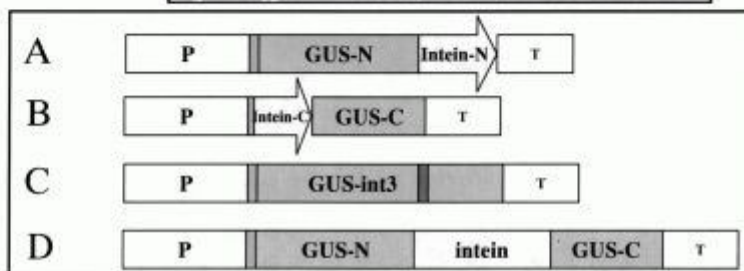 A P GUS-N Intein-N T
B P Intein-C GUS-C T
C P GUS-int3 T
D P GUS-N intein GUS-C T